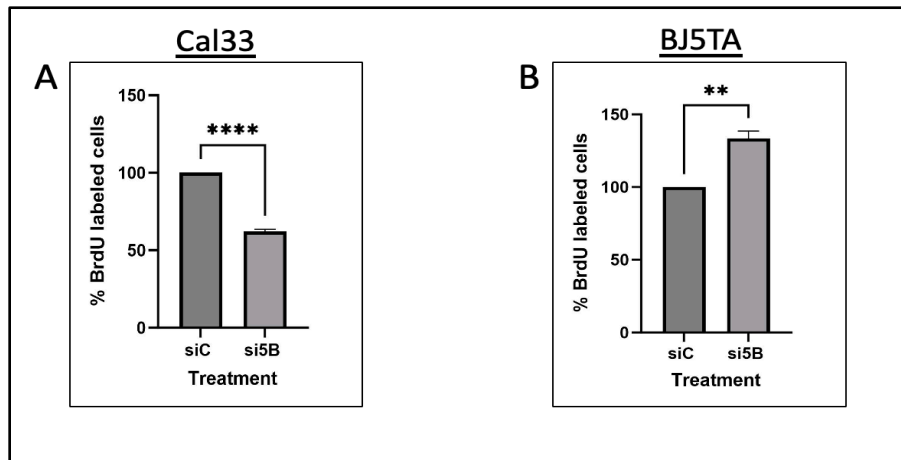 Cal33
A
150
100
50
0
% BrdU labeled cells
****
siC si5B
Treatment
BJ5TA
B
150
100
50
0
% BrdU labeled cells
**
siC si5B
Treatment